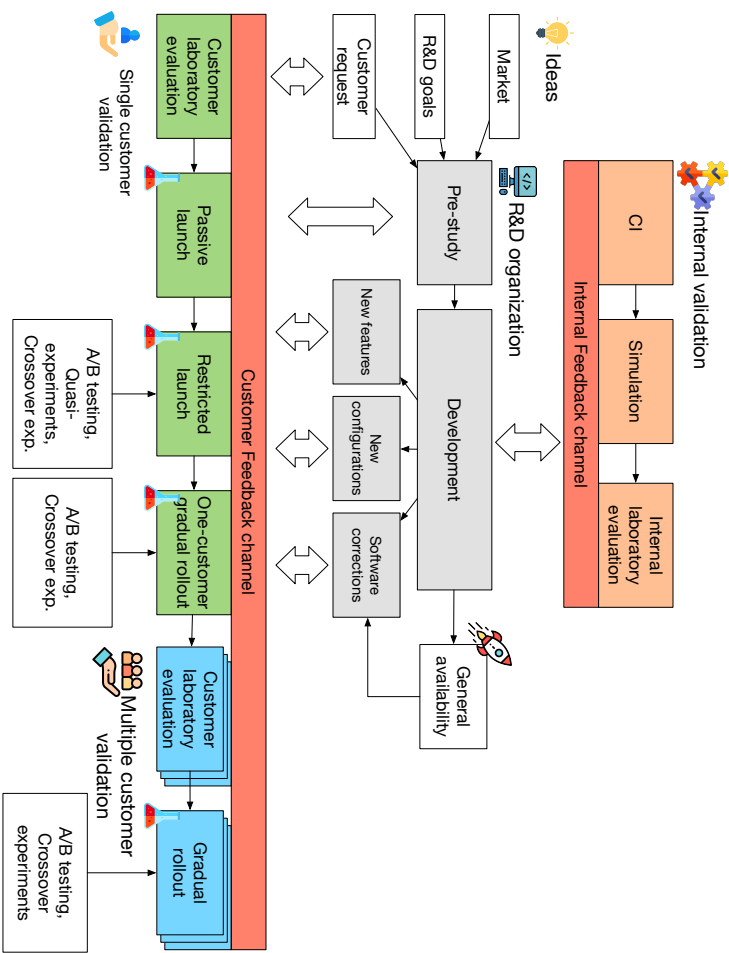 Internal validation
CI
Simulation
Internal
laboratory
evaluation
Internal Feedback channel
Ideas
Market
R&D goals
Customer
request
R&D organization
Pre-study
Development
New features
New
configurations
Software
corrections
General
availability
Customer Feedback channel
Customer
laboratory
evaluation
Passive
launch
Restricted
launch
One-customer
gradual rollout
Customer
laboratory
evaluation
Gradual
rollout
Single customer
validation
Multiple customer
validation
A/B testing,
Quasi-
experiments,
Crossover exp.
A/B testing,
Crossover exp.
A/B testing,
Crossover
experiments